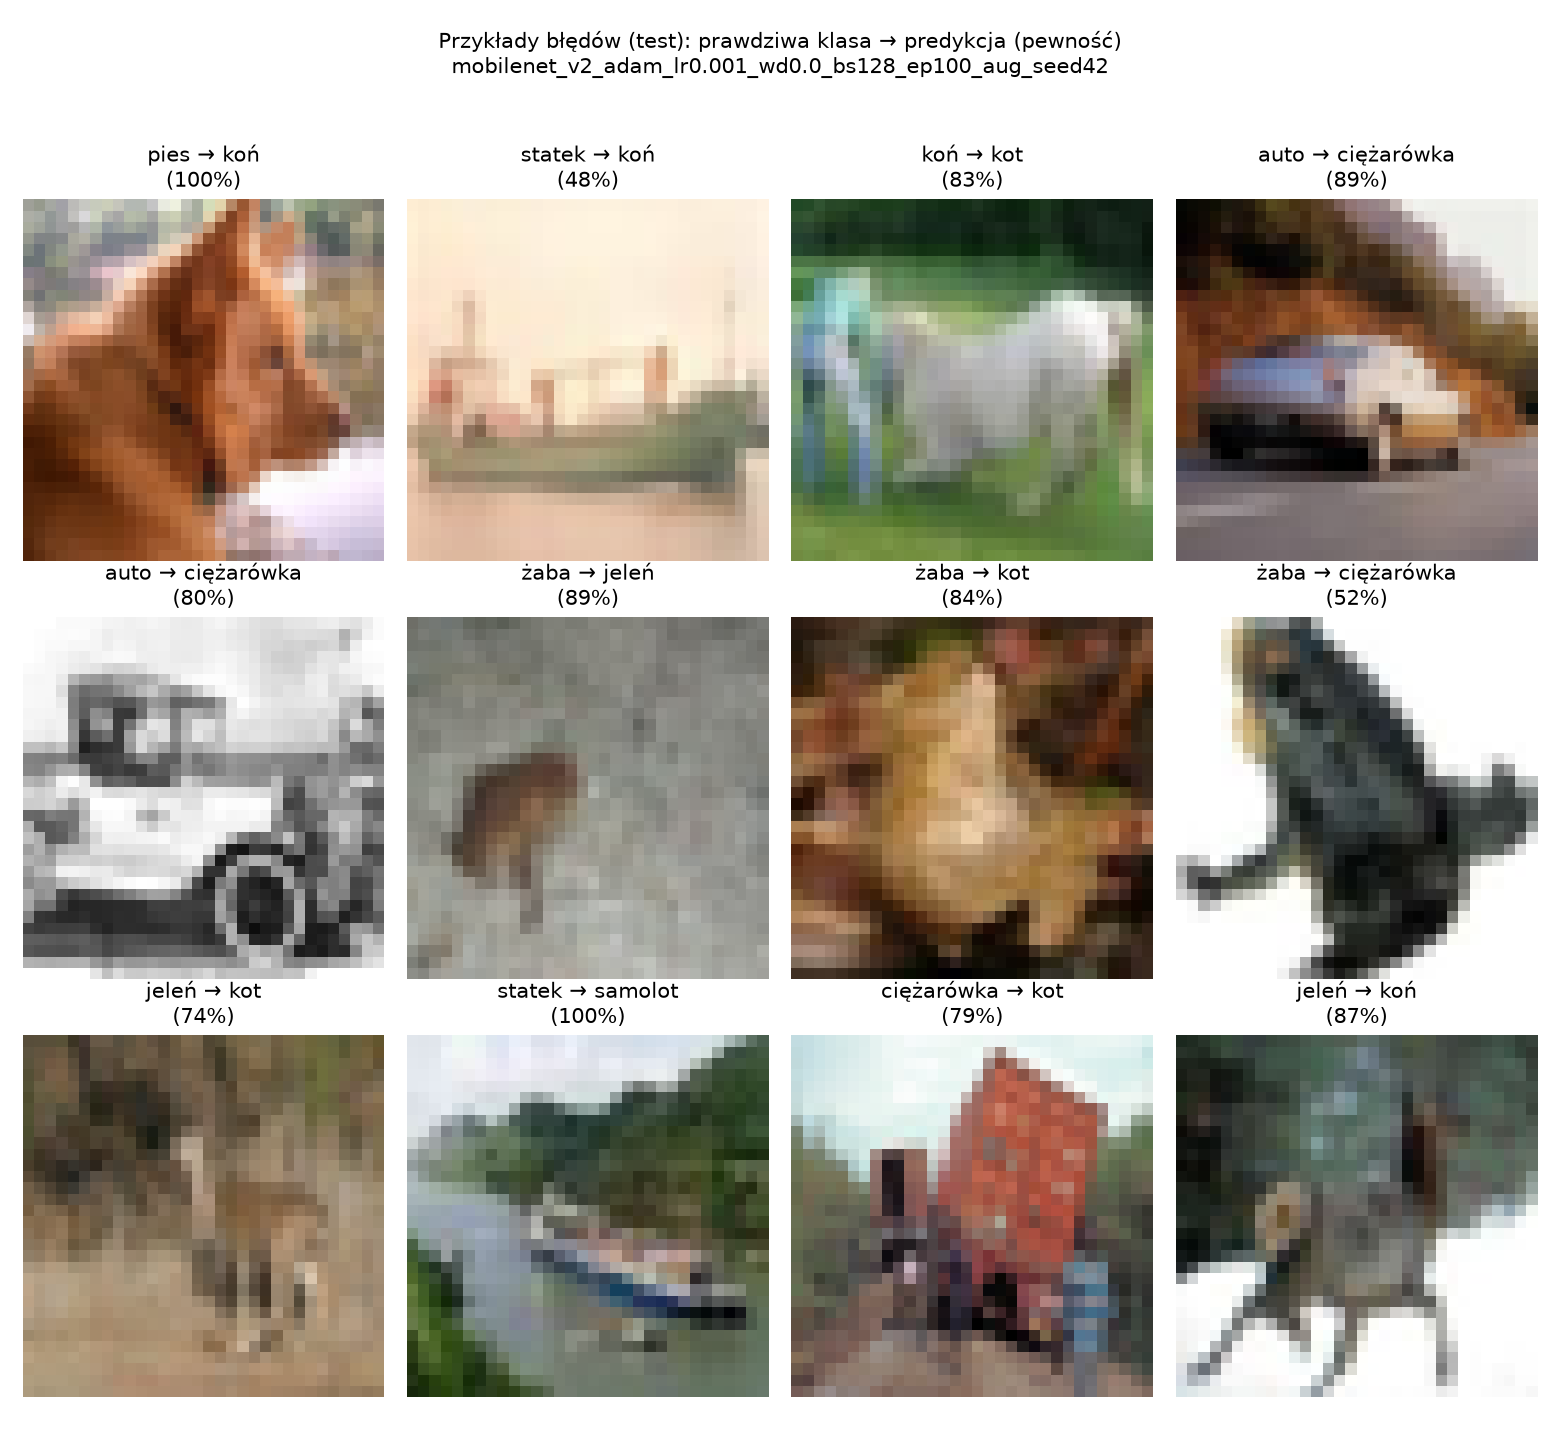 Przykłady błędów (test): prawdziwa klasa → predykcja (pewność)
mobilenet_v2_adam_lr0.001_wd0.0_bs128_ep100_aug_seed42
pies → koń
(100%)
statek → koń
(48%)
koń → kot
(83%)
auto → ciężarówka
(89%)
auto → ciężarówka
(80%)
żaba → jeleń
(89%)
żaba → kot
(84%)
żaba → ciężarówka
(52%)
jeleń → kot
(74%)
statek → samolot
(100%)
ciężarówka → kot
(79%)
jeleń → koń
(87%)